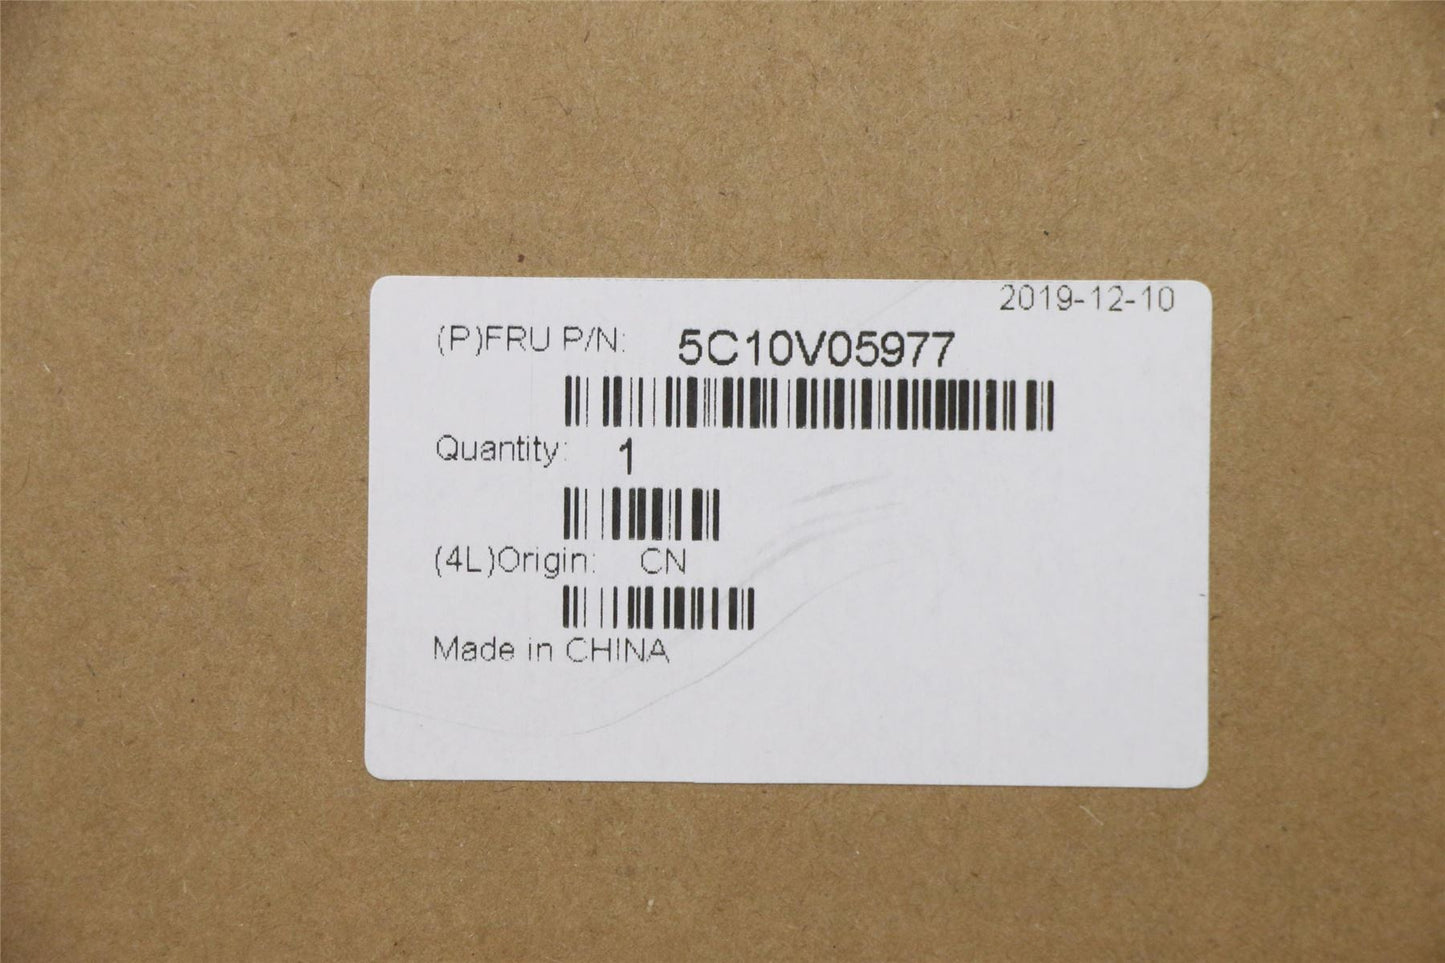 2019-12-10
(P)FRU P/N: 5C10V05977
Quantity: 1
(4L)Origin: CN
Made in CHINA